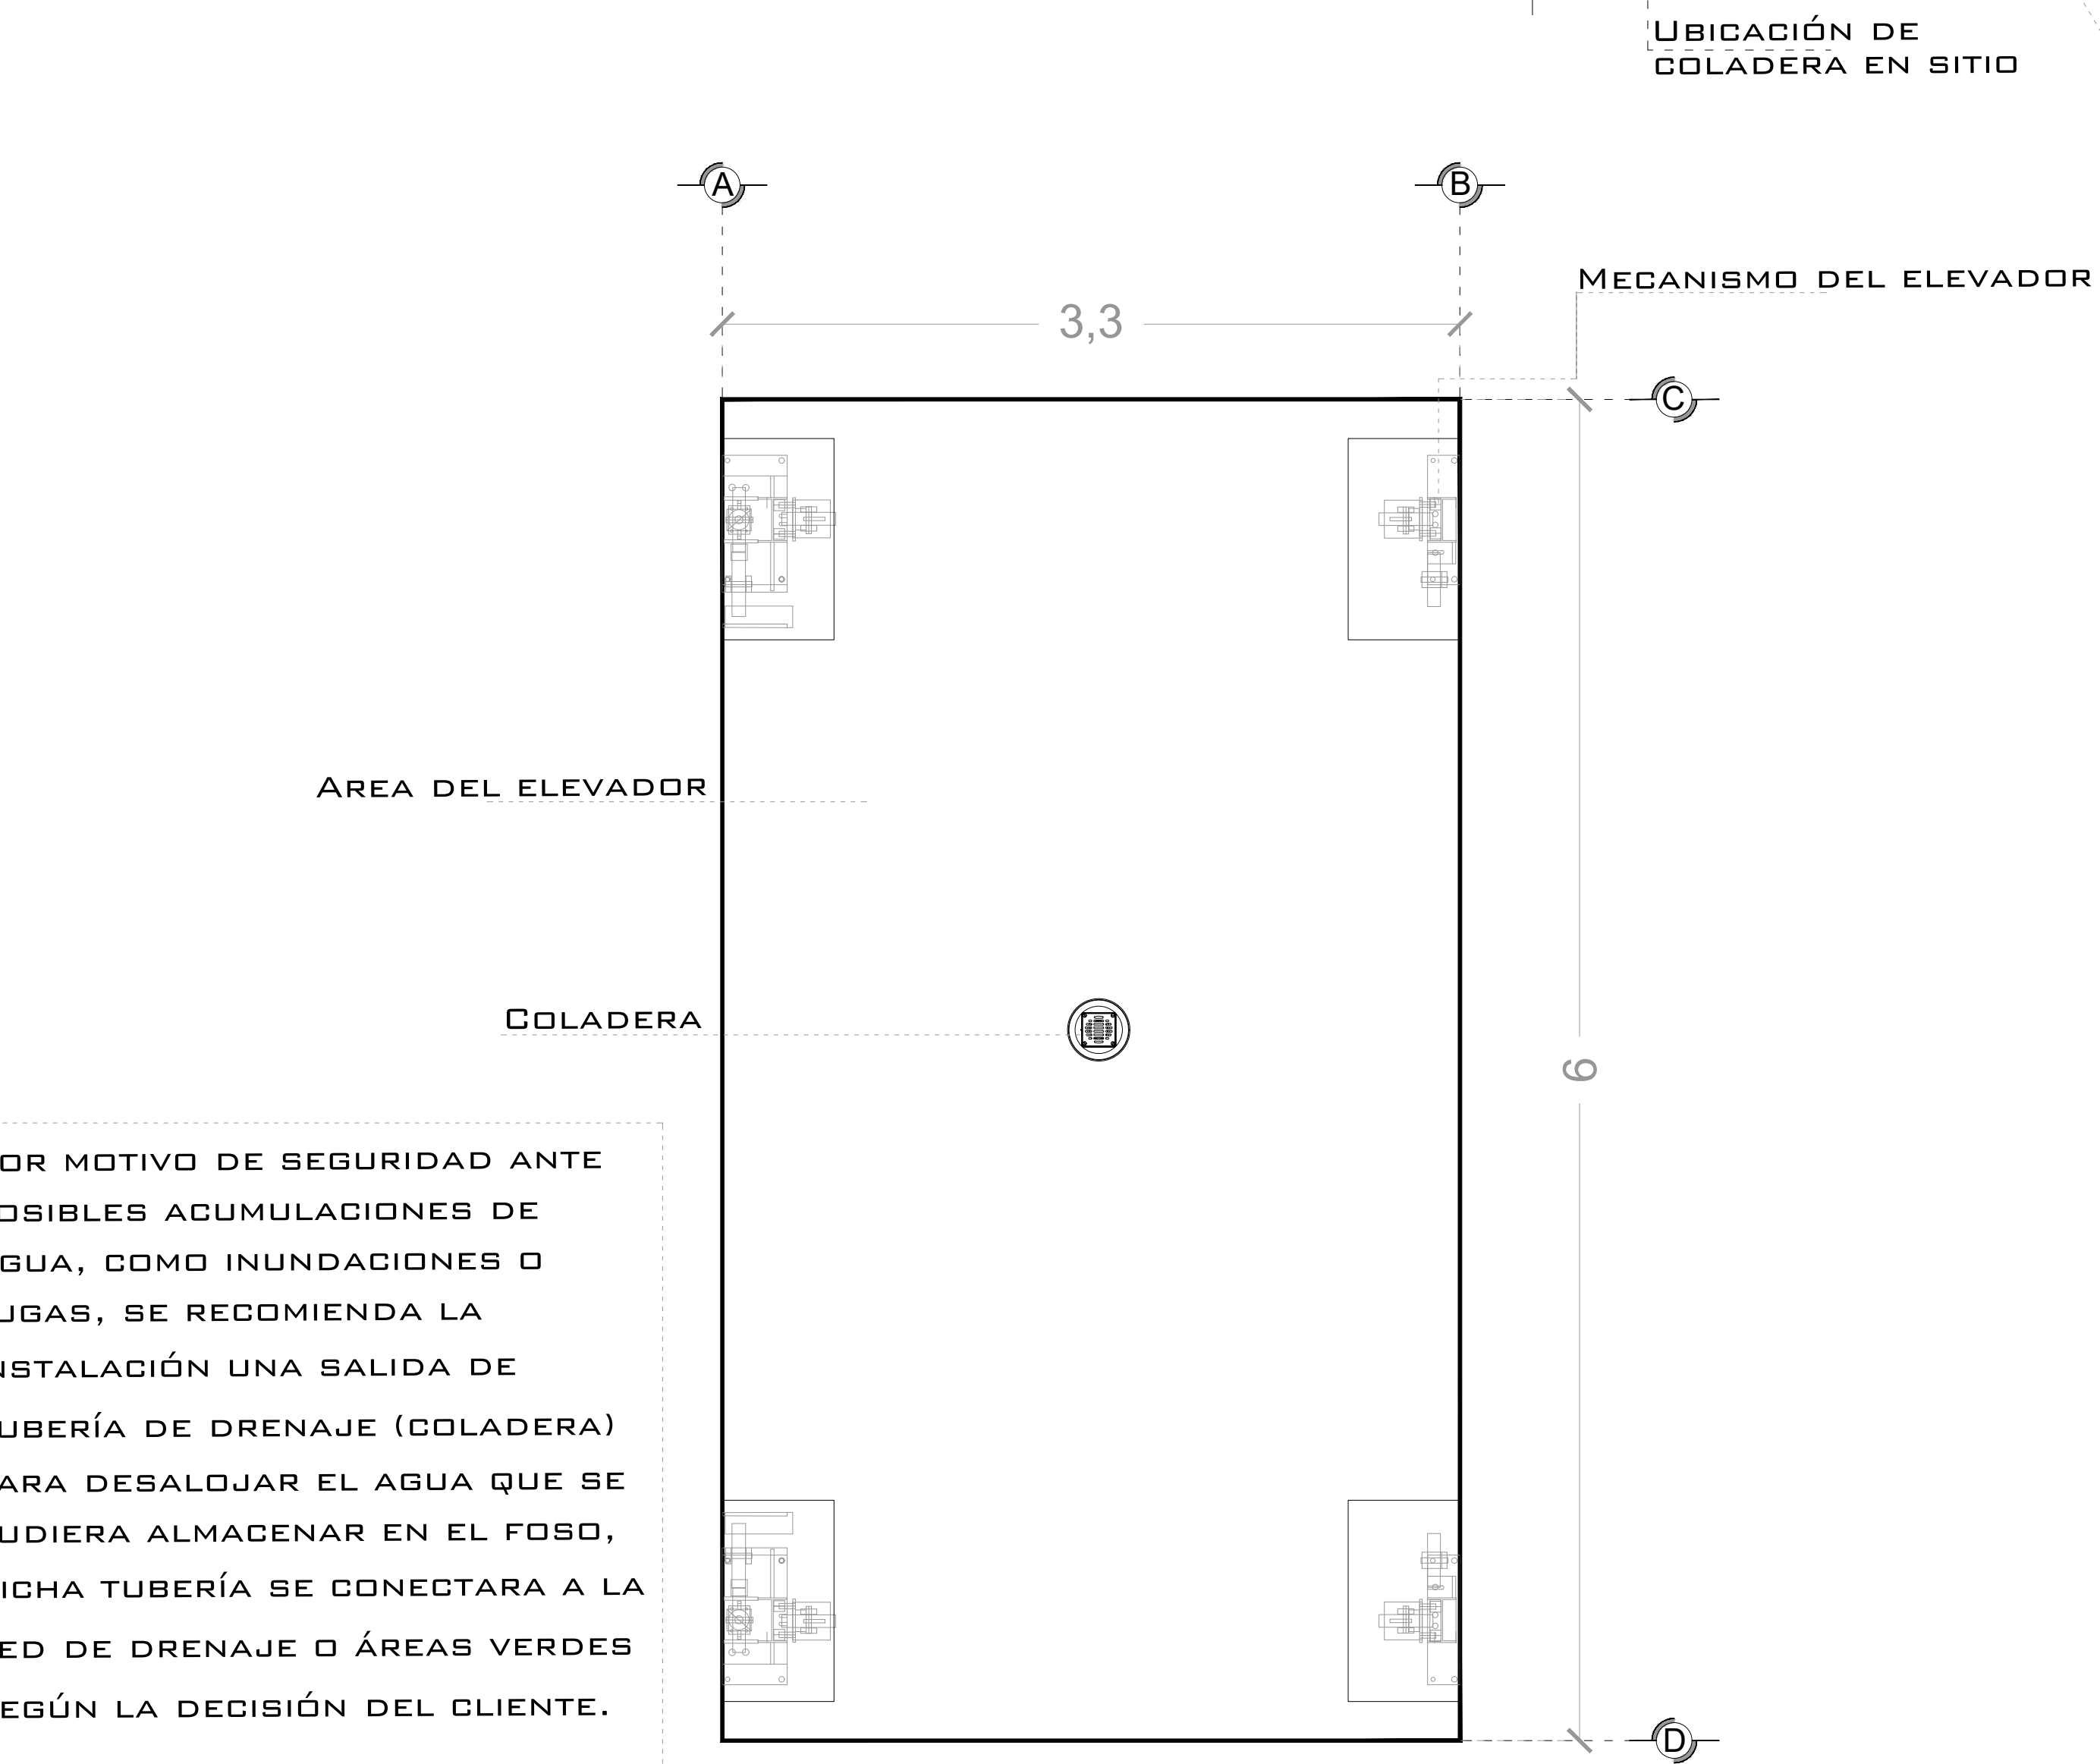 UBICACIÓN DE
COLADERA EN SITIO
A
B
MECANISMO DEL ELEVADOR
3,3
C
AREA DEL ELEVADOR
COLADERA
6
OR MOTIVO DE SEGURIDAD ANTE
OSIBLES ACUMULACIONES DE
GUA, COMO INUNDACIONES O
UGAS, SE RECOMIENDA LA
NSTALACIÓN UNA SALIDA DE
UBERÍA DE DRENAJE (COLADERA)
ARA DESALOJAR EL AGUA QUE SE
UDIERA ALMACENAR EN EL FOSO,
ICHA TUBERÍA SE CONECTARA A LA
ED DE DRENAJE O ÁREAS VERDES
EGÚN LA DECISIÓN DEL CLIENTE.
D